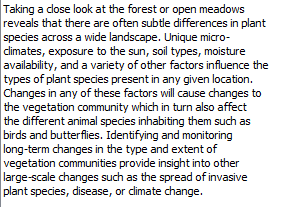 Taking a close look at the forest or open meadows
reveals that there are often subtle differences in plant
species across a wide landscape. Unique micro-
climates, exposure to the sun, soil types, moisture
availability, and a variety of other factors influence the
types of plant species present in any given location.
Changes in any of these factors will cause changes to
the vegetation community which in turn also affect
the different animal species inhabiting them such as
birds and butterflies. Identifying and monitoring
long-term changes in the type and extent of
vegetation communities provide insight into other
large-scale changes such as the spread of invasive
plant species, disease, or climate change.